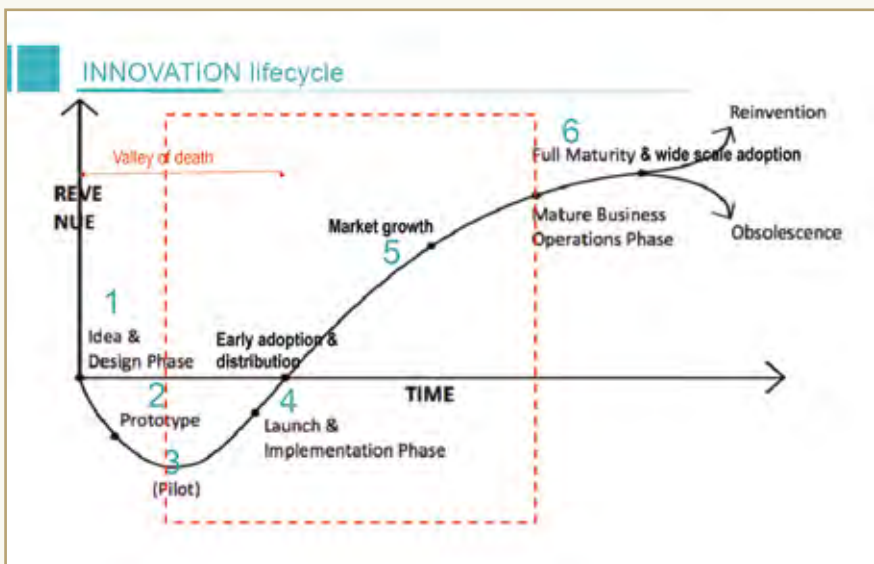 INNOVATION lifecycle
Reinvention
6
Full Maturity & wide scale adoption
Valley of death
REVE
NUE
Mature Business
Operations Phase
Obsolescence
Market growth
5
1
Idea &
Design Phase
Early adoption &
distribution
TIME
2
Prototype
4
Launch &
Implementation Phase
3
(Pilot)